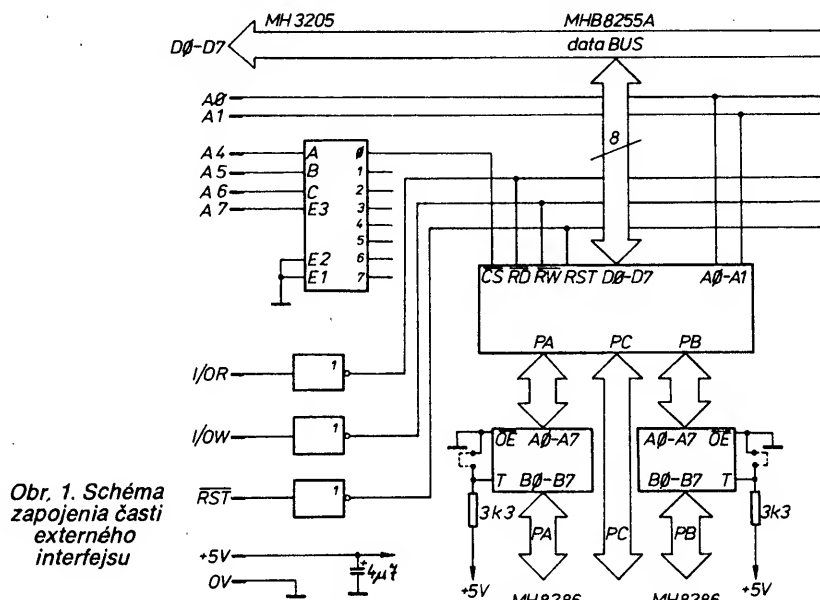 MH 3205
MHB8255A
DØ-D7
data BUS
AØ
A1
8
A4
A
Ø
A5
B
1
A6
C
2
A7
E3
3
4
5
E2
6
E1
7
CS RD RW RST DØ-D7 AØ-A1
PA PC PB
I/OR
1
I/OW
1
RST
1
OE AØ-A7
T BØ-B7
AØ-A7 OE
BØ-B7 T
3k3
3k3
PA
PC
PB
+5V
+4µ7
0V
+5V
+5V
MH8286
MH8286
Obr. 1. Schéma
zapojenia časti
externého
interfejsu